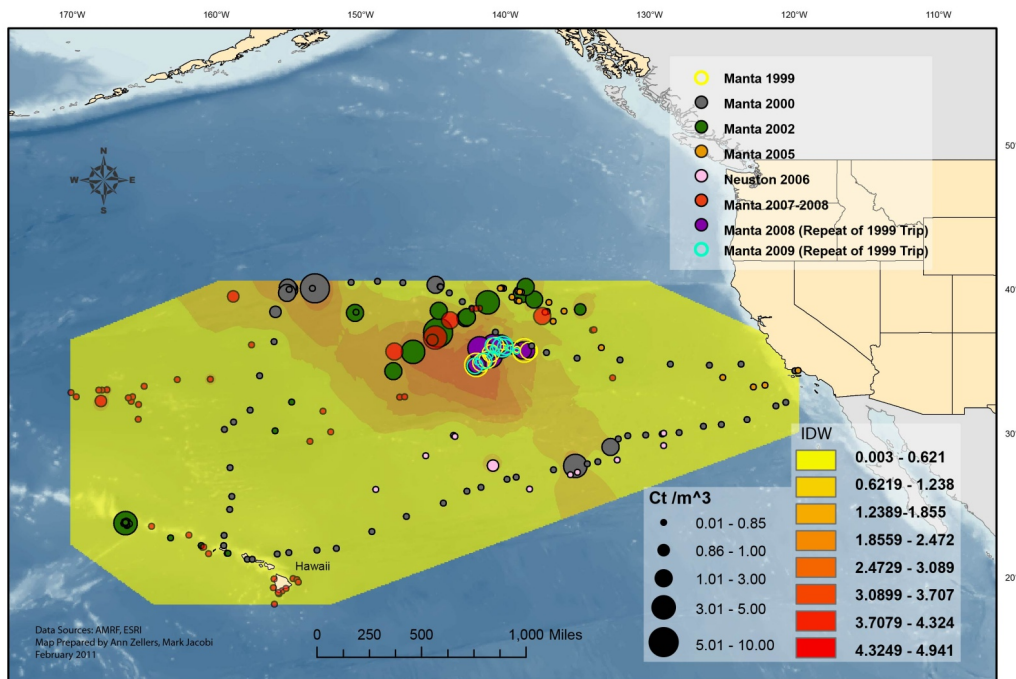 170°W 160°W 150°W 140°W 130°W 120°W 110°W
N
W E
S
Manta 1999
Manta 2000
Manta 2002
Manta 2005
Neuston 2006
Manta 2007-2008
Manta 2008 (Repeat of 1999 Trip)
Manta 2009 (Repeat of 1999 Trip)
50°
40°
30°
20°
Hawaii
IDW
0.003 - 0.621
0.6219 - 1.238
1.2389-1.855
1.8559 - 2.472
2.4729 - 3.089
3.0899 - 3.707
3.7079 - 4.324
4.3249 - 4.941
Ct /m^3
0.01 - 0.85
0.86 - 1.00
1.01 - 3.00
3.01 - 5.00
5.01 - 10.00
Data Sources: AMRF, ESRI
Map Prepared by Ann Zellers, Mark Jacobi
February 2011
0 250 500 1,000 Miles